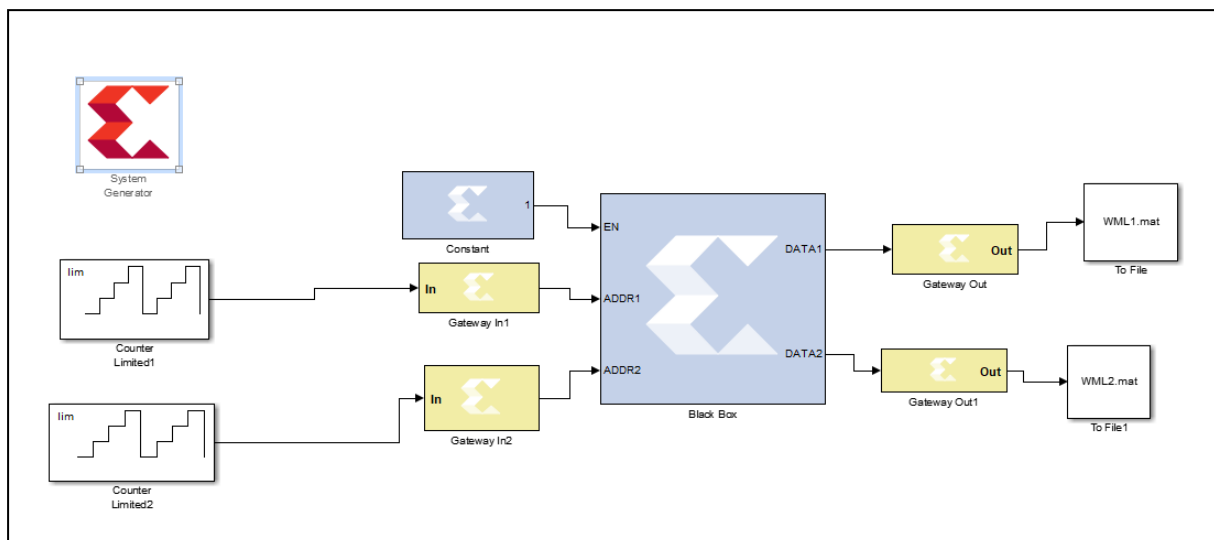 System
Generator
1
Constant
EN
DATA1
Out
Gateway Out
WML1.mat
To File
lim
Counter
Limited1
In
Gateway In1
ADDR1
ADDR2
DATA2
Black Box
Out
Gateway Out1
WML2.mat
To File1
lim
Counter
Limited2
In
Gateway In2